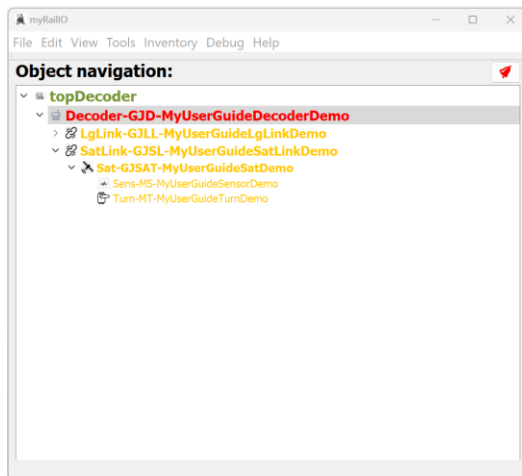 myRailIO
File Edit View Tools Inventory Debug Help
Object navigation:
topDecoder
Decoder-GJD-MyUserGuideDecoderDemo
LgLink-GJLL-MyUserGuideLgLinkDemo
SatLink-GJSL-MyUserGuideSatLinkDemo
Sat-GJSAT-MyUserGuideSatDemo
Sens-MS-MyUserGuideSensorDemo
Turn-MT-MyUserGuideTurnDemo